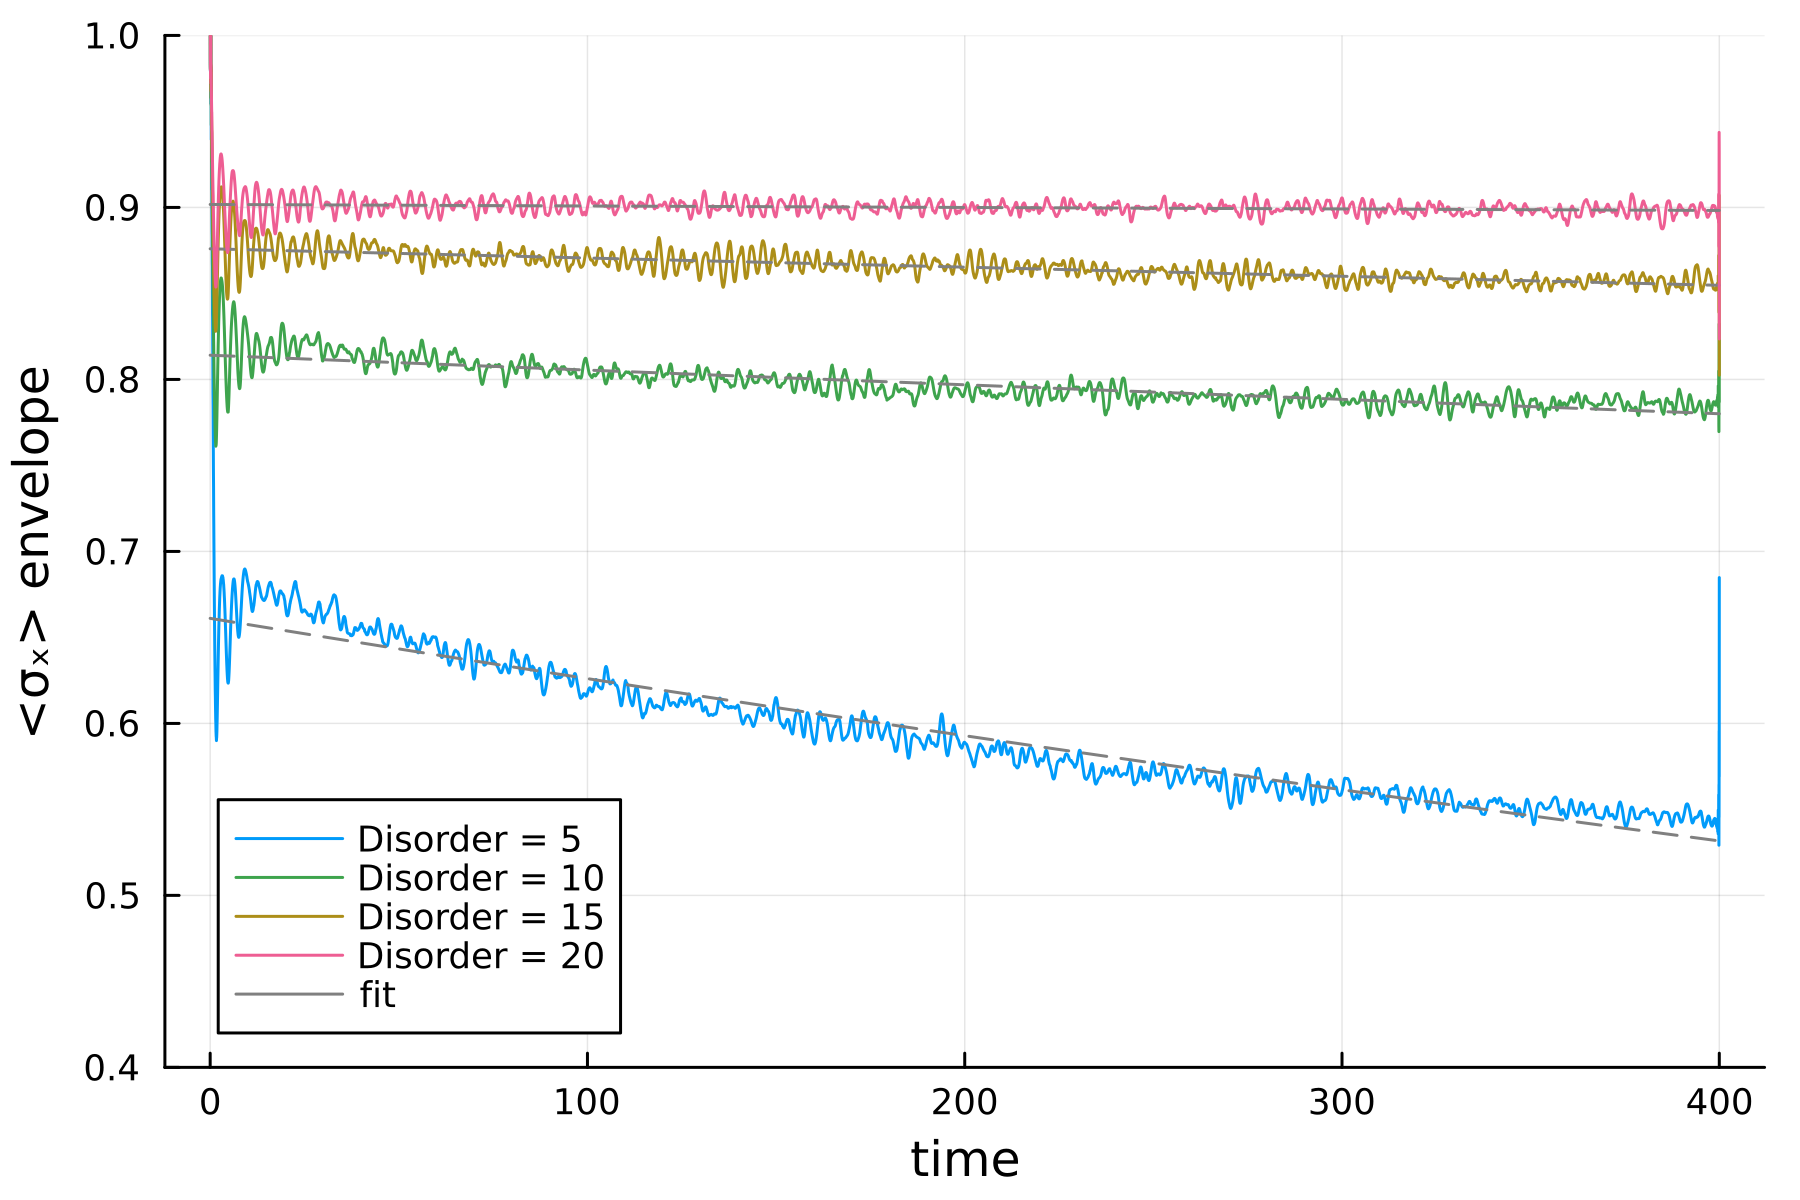 1.0
0.9
0.8
0.7
0.6
0.5
0.4
<σₓ> envelope
Disorder = 5
Disorder = 10
Disorder = 15
Disorder = 20
fit
0 100 200 300 400
time